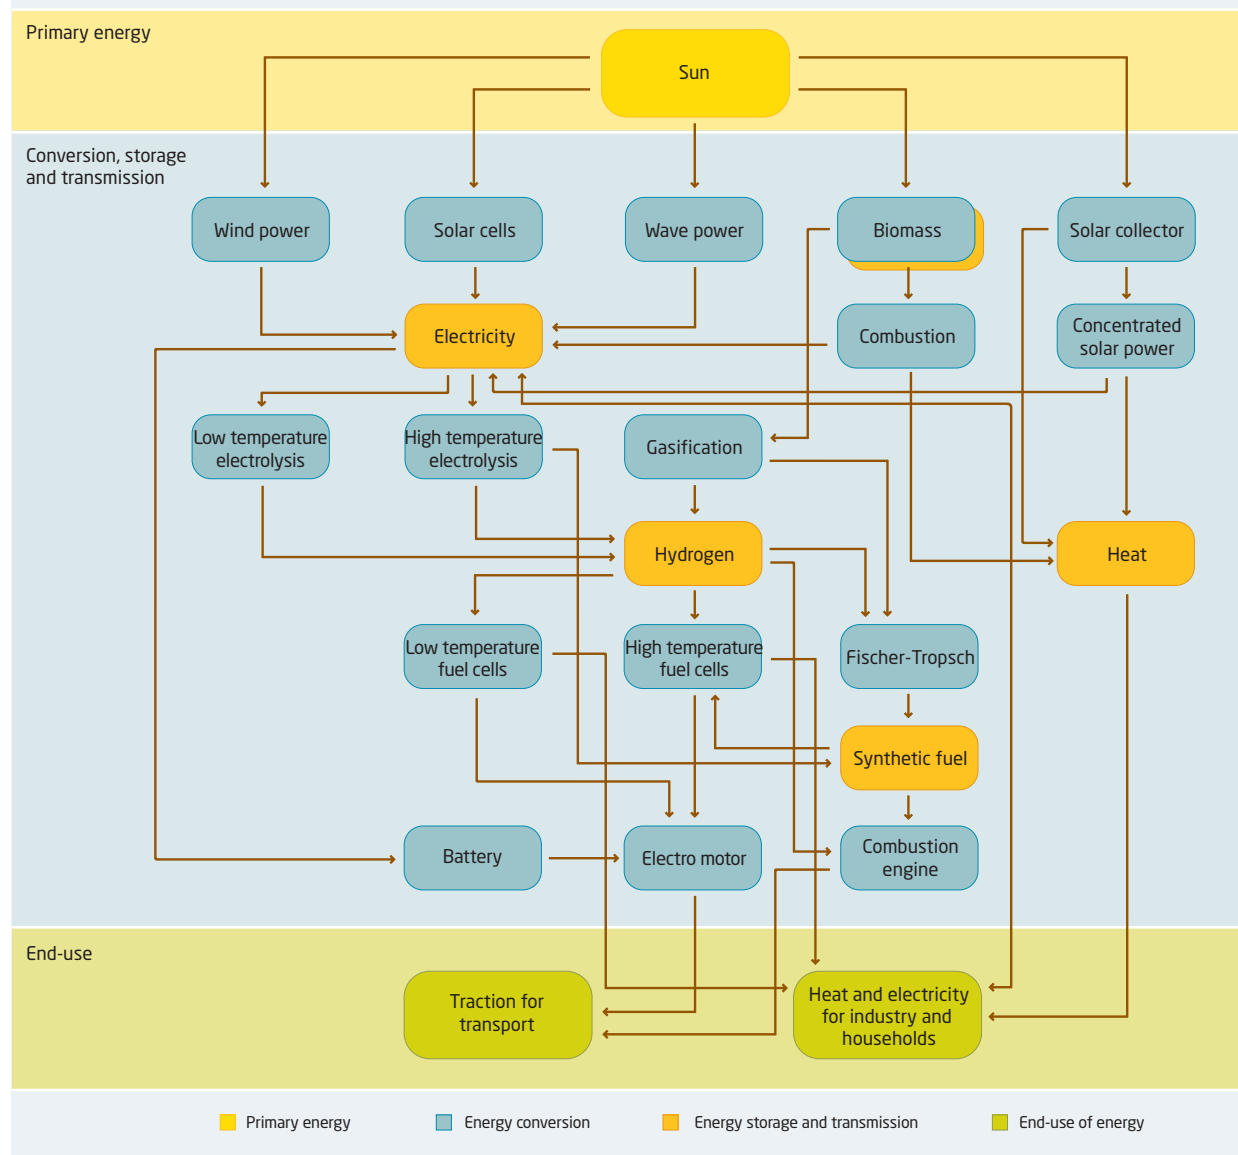 Primary energy
Sun
Conversion, storage
and transmission
Wind power
Solar cells
Wave power
Biomass
Solar collector
Electricity
Combustion
Concentrated
solar power
Low temperature
electrolysis
High temperature
electrolysis
Gasification
Hydrogen
Heat
Low temperature
fuel cells
High temperature
fuel cells
Fischer-Tropsch
Synthetic fuel
Battery
Electro motor
Combustion
engine
End-use
Traction for
transport
Heat and electricity
for industry and
households
Primary energy
Energy conversion
Energy storage and transmission
End-use of energy